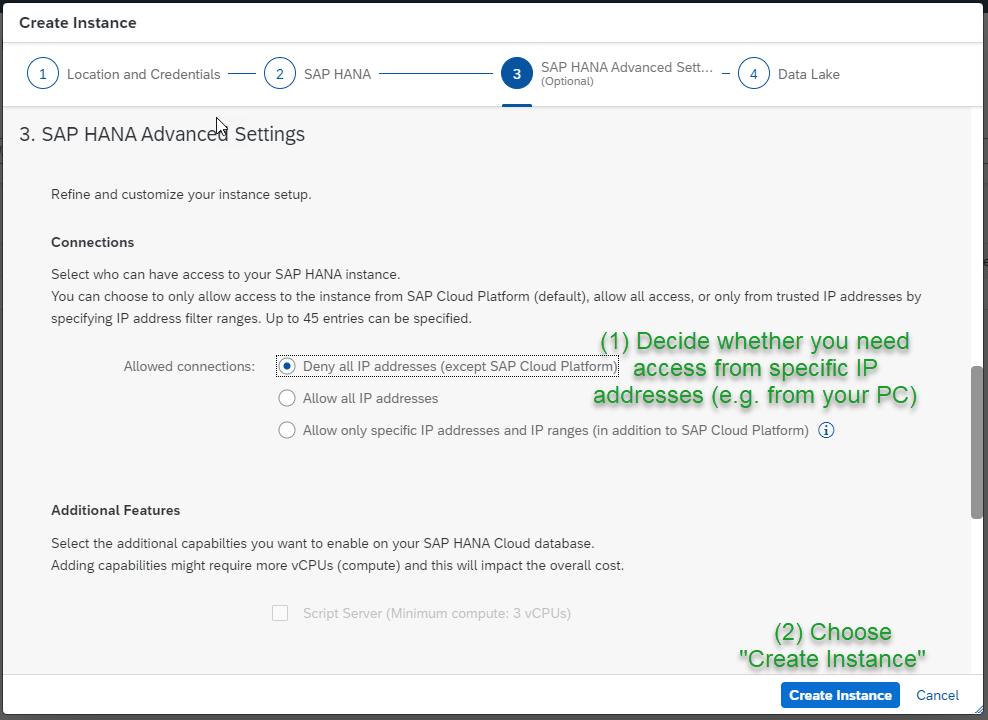 Create Instance
1 Location and Credentials
2 SAP HANA
3 SAP HANA Advanced Sett...
(Optional)
4 Data Lake
3. SAP HANA Advanced Settings
Refine and customize your instance setup.
Connections
Select who can have access to your SAP HANA instance.
You can choose to only allow access to the instance from SAP Cloud Platform (default), allow all access, or only from trusted IP addresses by
specifying IP address filter ranges. Up to 45 entries can be specified.
Allowed connections:
Deny all IP addresses (except SAP Cloud Platform)
Allow all IP addresses
Allow only specific IP addresses and IP ranges (in addition to SAP Cloud Platform)
(1) Decide whether you need
access from specific IP
addresses (e.g. from your PC)
Additional Features
Select the additional capabilties you want to enable on your SAP HANA Cloud database.
Adding capabilities might require more vCPUs (compute) and this will impact the overall cost.
Script Server (Minimum compute: 3 vCPUs)
(2) Choose
"Create Instance"
Create Instance
Cancel